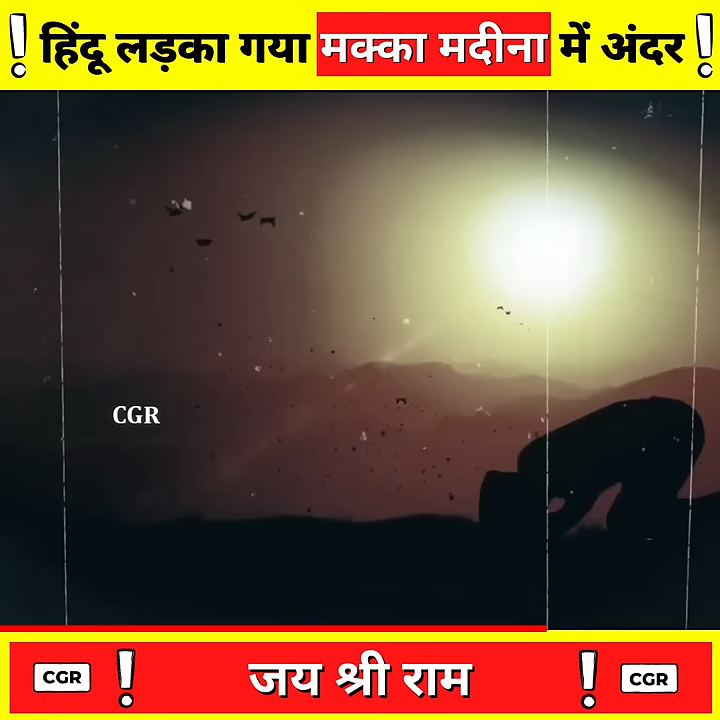 ! हिंदू लड़का गया मक्का मदीना में अंदर !
CGR
CGR ! जय श्री राम ! CGR